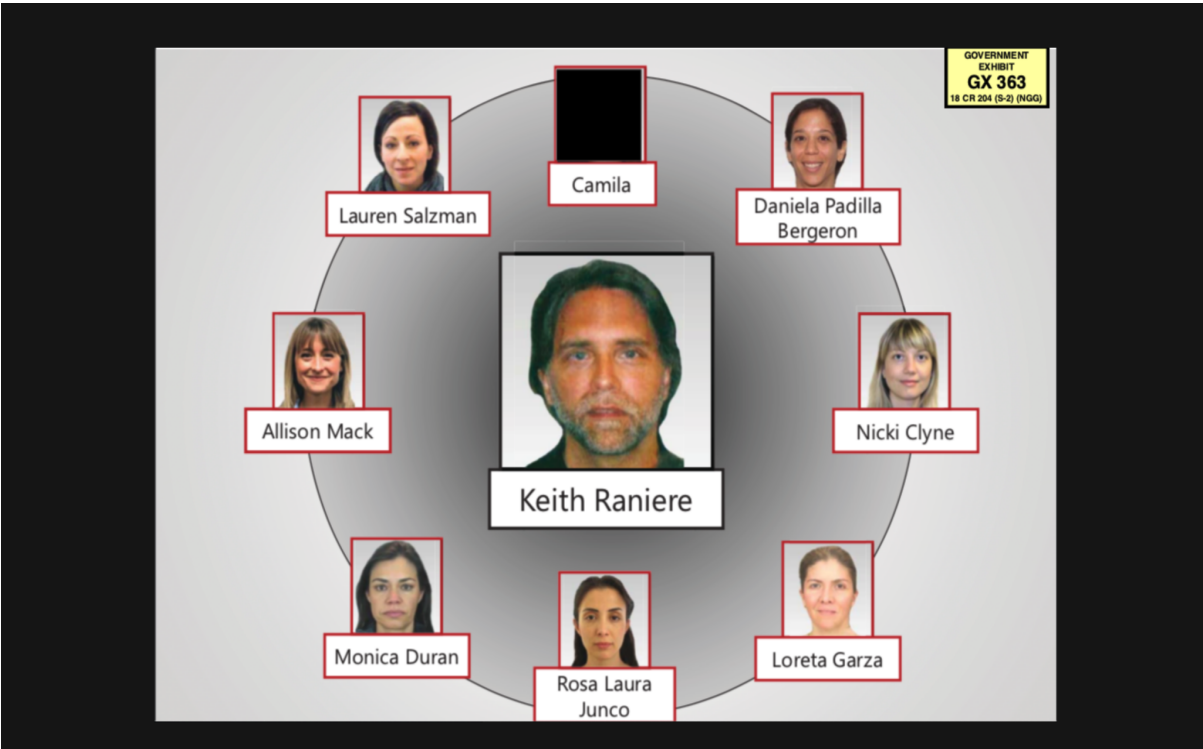 GOVERNMENT
EXHIBIT
GX 363
18 CR 204 (S-2) (NGG)
Camila
Lauren Salzman
Daniela Padilla
Bergeron
Allison Mack
Nicki Clyne
Keith Raniere
Monica Duran
Loreta Garza
Rosa Laura
Junco